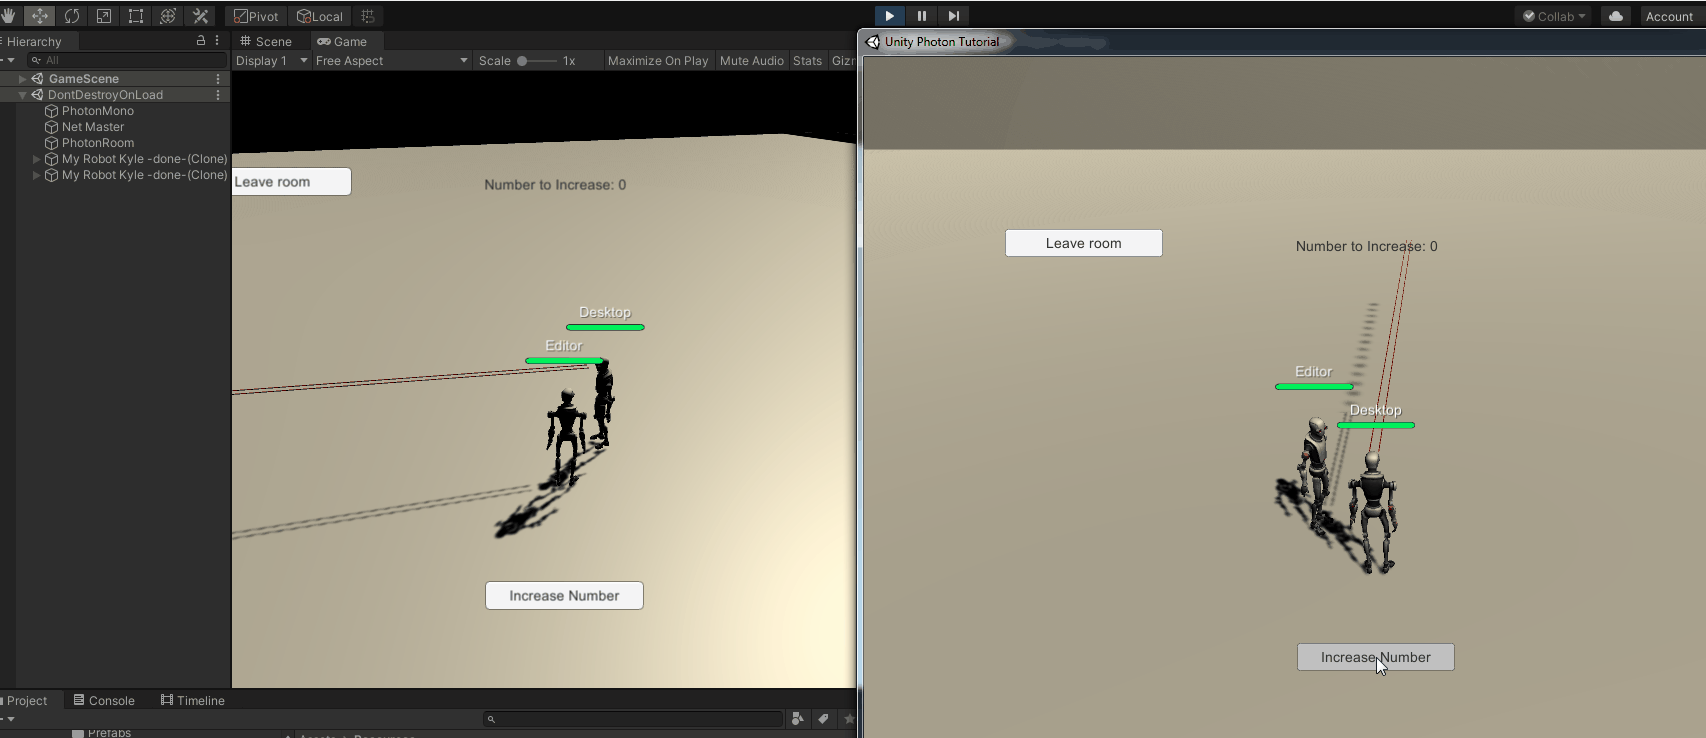 Pivot Local Collab Account
Hierarchy
All
GameScene
DontDestroyOnLoad
PhotonMono
Net Master
PhotonRoom
My Robot Kyle -done-(Clone)
My Robot Kyle -done-(Clone)
Scene Game
Display 1 Free Aspect Scale 1x Maximize On Play Mute Audio Stats Gizm
Leave room
Number to Increase: 0
Desktop
Editor
Increase Number
Unity Photon Tutorial
Leave room
Number to Increase: 0
Editor
Desktop
Increase Number
Project Console Timeline
Prefabs